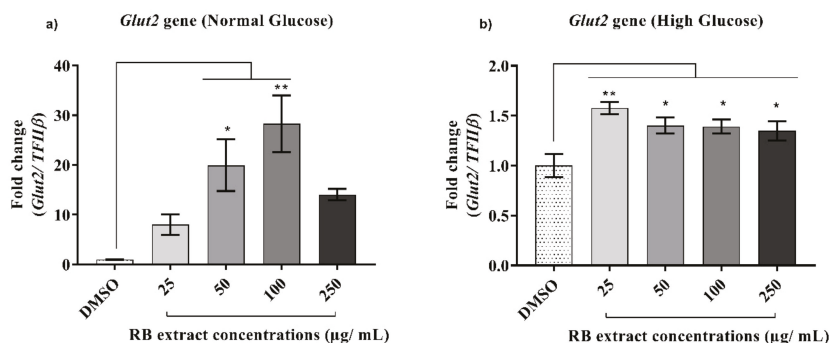 a)
Glut2 gene (Normal Glucose)
Fold change
(Glut2/ TFIIβ)
40
30
20
10
0
*
**
DMSO
25
50
100
250
RB extract concentrations (µg/ mL)
b)
Glut2 gene (High Glucose)
Fold change
(Glut2/ TFIIβ)
2.0
1.5
1.0
0.5
0.0
**
*
*
*
DMSO
25
50
100
250
RB extract concentrations (µg/ mL)